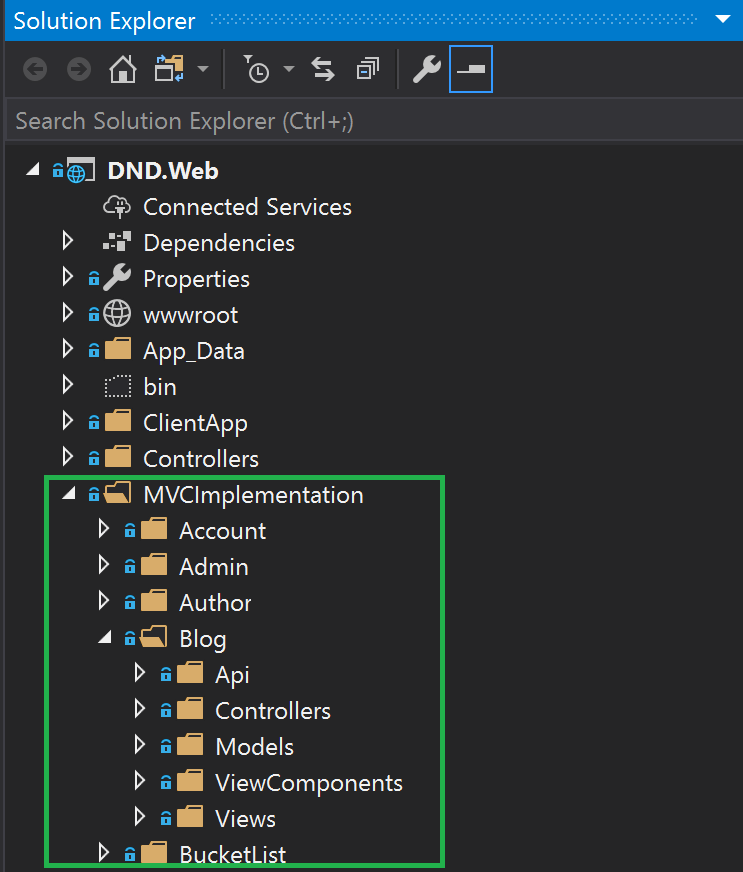 Solution Explorer
Search Solution Explorer (Ctrl+;)
DND.Web
Connected Services
Dependencies
Properties
wwwroot
App_Data
bin
ClientApp
Controllers
MVCImplementation
Account
Admin
Author
Blog
Api
Controllers
Models
ViewComponents
Views
BucketList